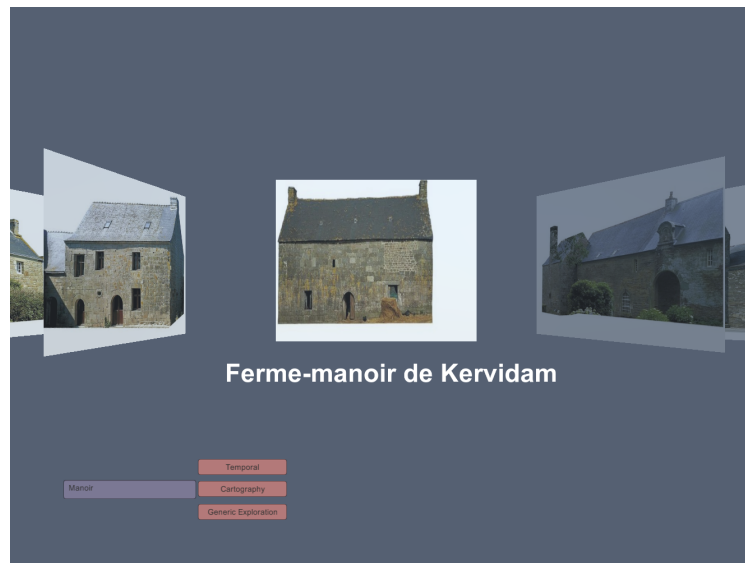 Ferme-manoir de Kervidam
Temporal
Manoir
Cartography
Generic Exploration